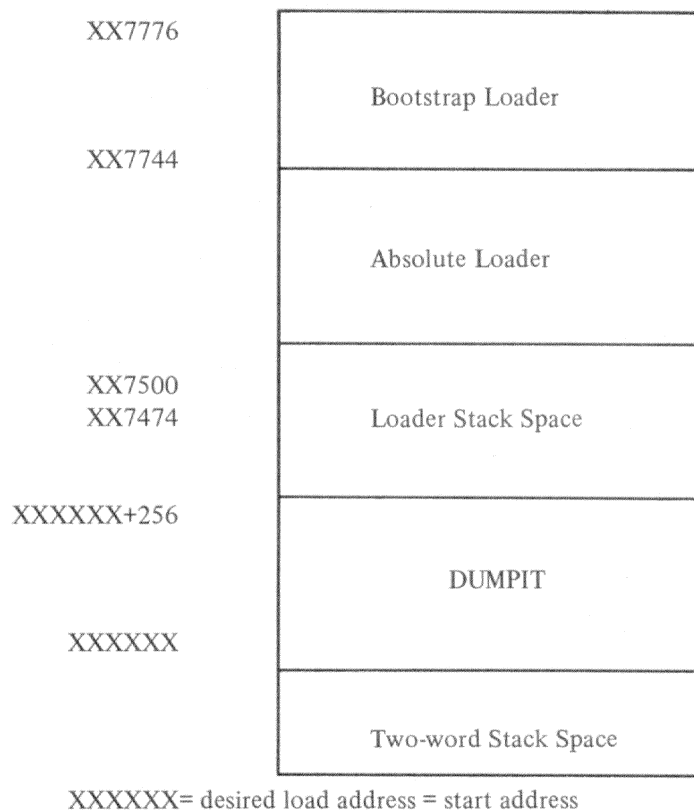 XX7776
Bootstrap Loader
XX7744
Absolute Loader
XX7500
XX7474
Loader Stack Space
XXXXXX+256
DUMPIT
XXXXXX
Two-word Stack Space
XXXXXX= desired load address = start address